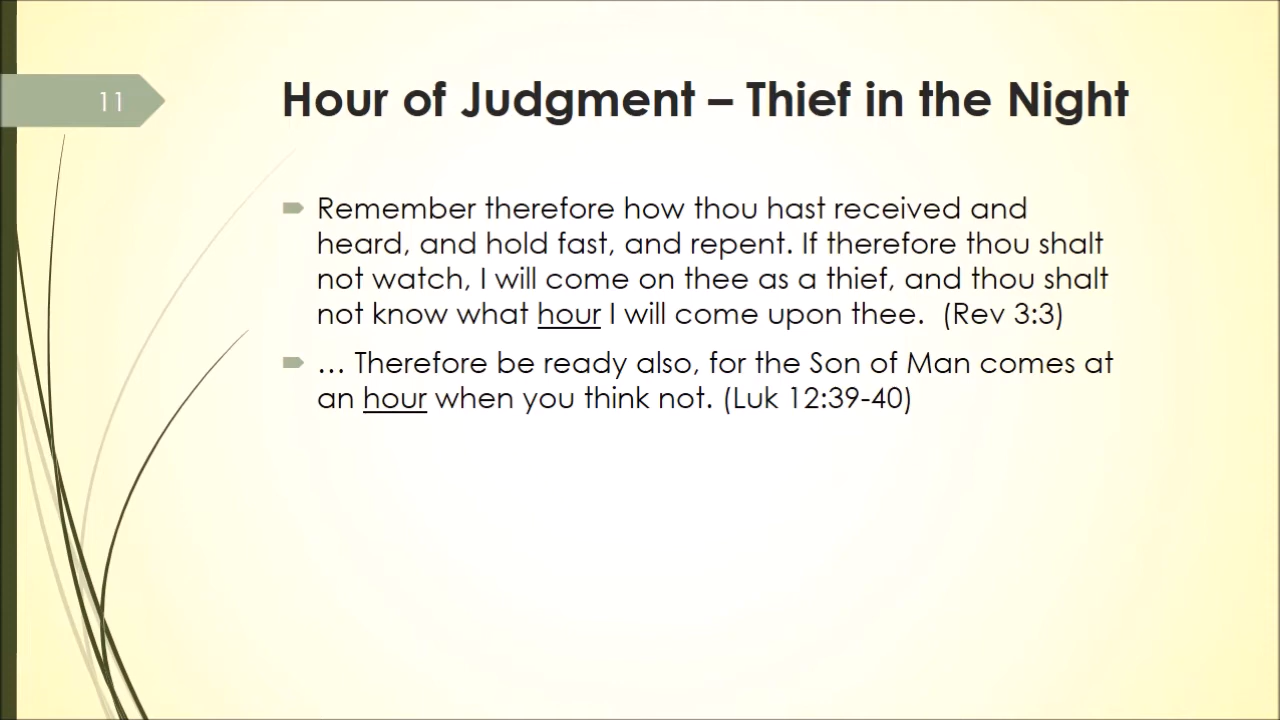 11
Hour of Judgment – Thief in the Night
Remember therefore how thou hast received and
heard, and hold fast, and repent. If therefore thou shalt
not watch, I will come on thee as a thief, and thou shalt
not know what hour I will come upon thee.  (Rev 3:3)
… Therefore be ready also, for the Son of Man comes at
an hour when you think not. (Luk 12:39-40)